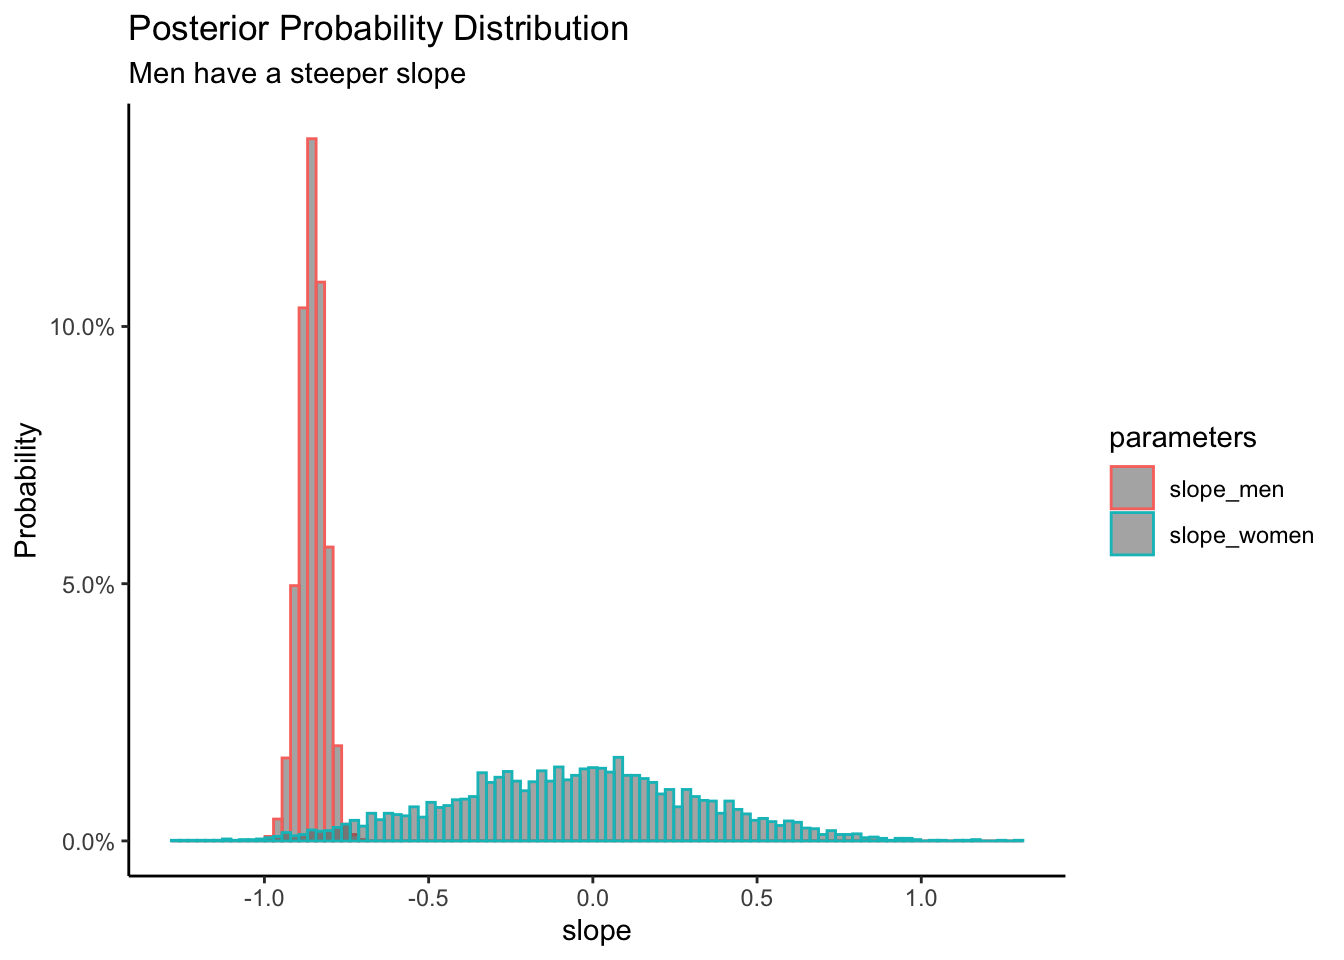 Posterior Probability Distribution
Men have a steeper slope
Probability
10.0%
5.0%
0.0%
-1.0
-0.5
0.0
0.5
1.0
slope
parameters
slope_men
slope_women